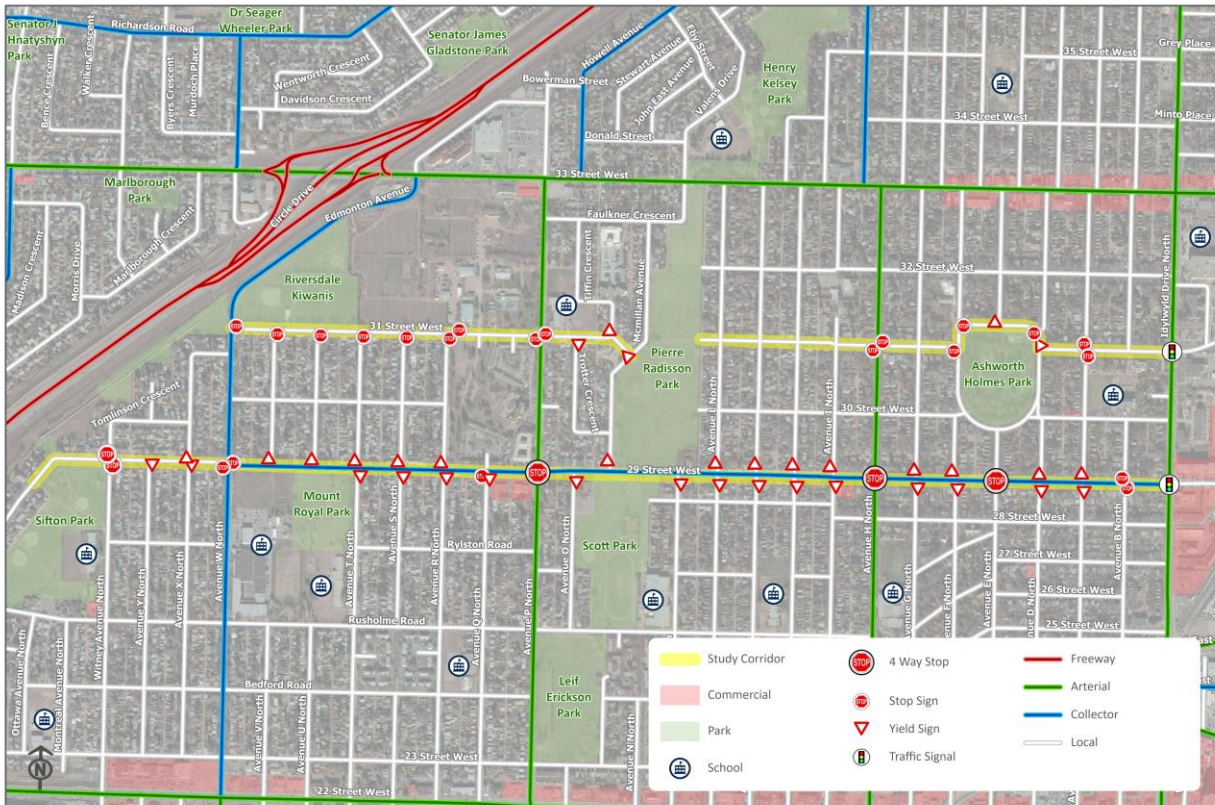 Senator J
Hnatyshyn
Park
Richardson Road
Dr Seager
Wheeler Park
Senator James
Gladstone Park
Walker Crescent
Bence Crescent
Byers Crescent
Murdoch Place
Wentworth Crescent
Davidson Crescent
Howell Avenue
Stewart Avenue
Eby Street
John East Avenue
Valens Drive
Bowerman Street
Donald Street
Henry
Kelsey
Park
35 Street West
Grey Place
34 Street West
Minto Place
33 Street West
Marlborough
Park
Circle Drive
Edmonton Avenue
Madison Crescent
Morris Drive
Marlborough Crescent
Faulkner Crescent
Tiffin Crescent
Mcmillan Avenue
32 Street West
Idylwyld Drive North
Riversdale
Kiwanis
31 Street West
Trotter Crescent
Pierre
Radisson
Park
Ashworth
Holmes Park
Tomlinson Crescent
Avenue L North
Avenue I North
30 Street West
29 Street West
STOP
STOP
STOP
STOP
Sifton Park
Mount
Royal Park
Scott Park
28 Street West
27 Street West
26 Street West
25 Street West
Rylston Road
Rusholme Road
Bedford Road
Witney Avenue North
Avenue Y North
Avenue X North
Avenue W North
Avenue T North
Avenue S North
Avenue R North
Avenue Q North
Avenue P North
Avenue O North
Avenue H North
Avenue G North
Avenue F North
Avenue E North
Avenue D North
Avenue B North
Ottawa Avenue North
Montreal Avenue North
Avenue V North
Avenue U North
Avenue N North
Leif
Erickson
Park
23 Street West
22 Street West
N
Study Corridor
Commercial
Park
School
STOP
4 Way Stop
STOP
Stop Sign
Yield Sign
Traffic Signal
Freeway
Arterial
Collector
Local